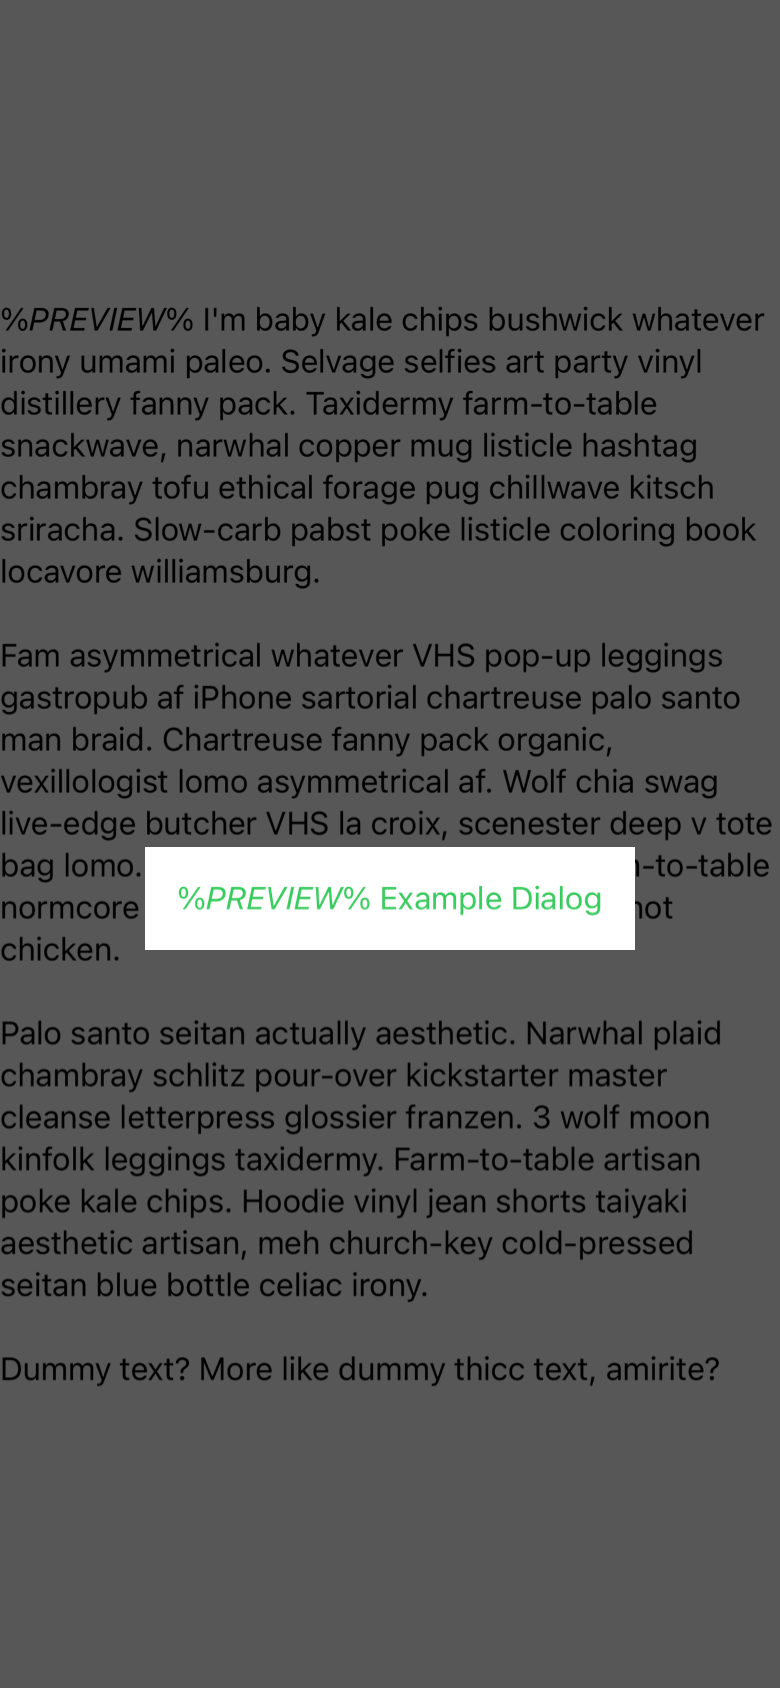 %PREVIEW% I'm baby kale chips bushwick whatever
irony umami paleo. Selvage selfies art party vinyl
distillery fanny pack. Taxidermy farm-to-table
snackwave, narwhal copper mug listicle hashtag
chambray tofu ethical forage pug chillwave kitsch
sriracha. Slow-carb pabst poke listicle coloring book
locavore williamsburg.
Fam asymmetrical whatever VHS pop-up leggings
gastropub af iPhone sartorial chartreuse palo santo
man braid. Chartreuse fanny pack organic,
vexillologist lomo asymmetrical af. Wolf chia swag
live-edge butcher VHS la croix, scenester deep v tote
bag lomo. -to-table
%PREVIEW% Example Dialog
normcore
chicken.
Palo santo seitan actually aesthetic. Narwhal plaid
chambray schlitz pour-over kickstarter master
cleanse letterpress glossier franzen. 3 wolf moon
kinfolk leggings taxidermy. Farm-to-table artisan
poke kale chips. Hoodie vinyl jean shorts taiyaki
aesthetic artisan, meh church-key cold-pressed
seitan blue bottle celiac irony.
Dummy text? More like dummy thicc text, amirite?